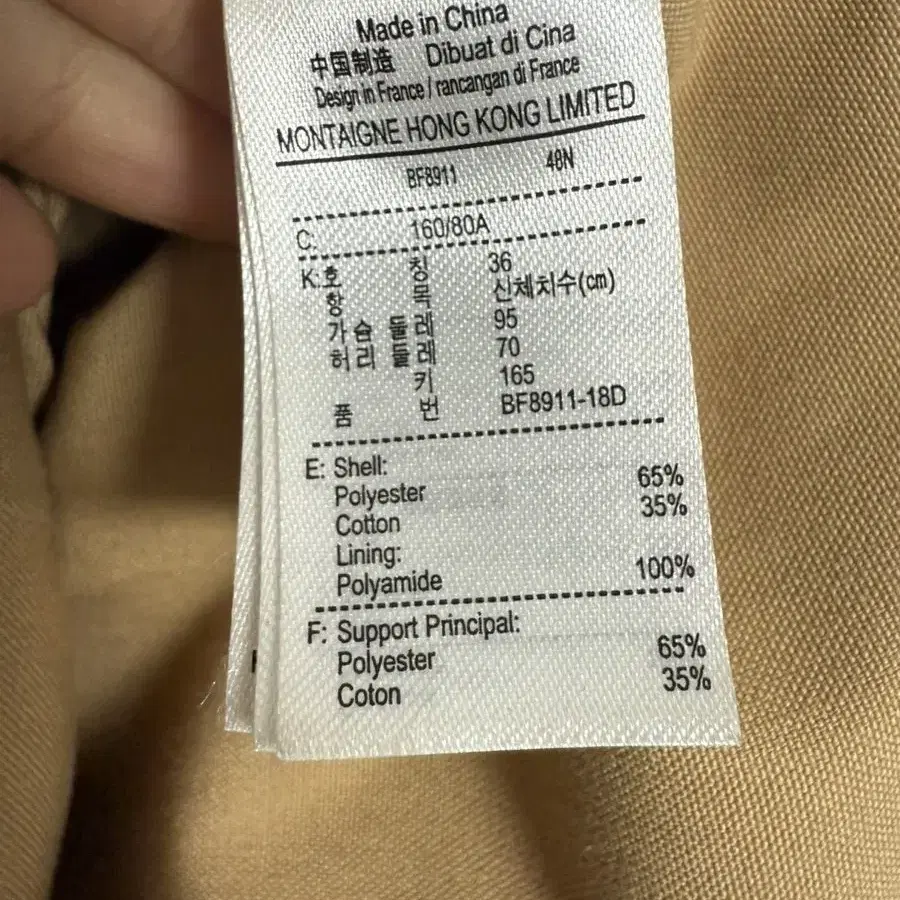 Made in China
中国制造 Dibuat di Cina
Design in France / rancangan di France
MONTAIGNE HONG KONG LIMITED
BF8911 48N
C: 160/80A
K:호 칭 36
항 목 신체치수(cm)
가 슴 둘 레 95
허 리 둘 레 70
키 165
품 번 BF8911-18D
E: Shell:
Polyester 65%
Cotton 35%
Lining:
Polyamide 100%
F: Support Principal:
Polyester 65%
Coton 35%